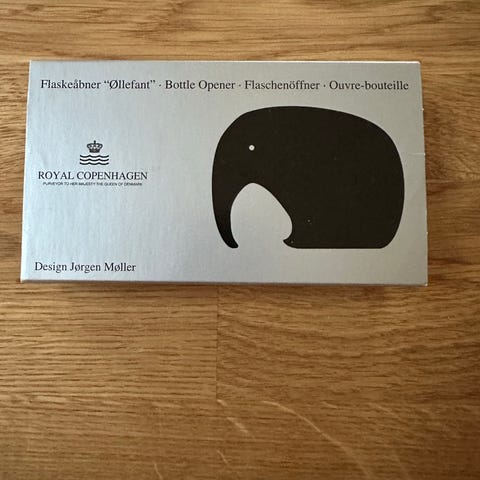 Flaskeåbner “Øllefant” · Bottle Opener · Flaschenöffner · Ouvre-bouteille
ROYAL COPENHAGEN
PURVEYOR TO HER MAJESTY THE QUEEN OF DENMARK
Design Jørgen Møller